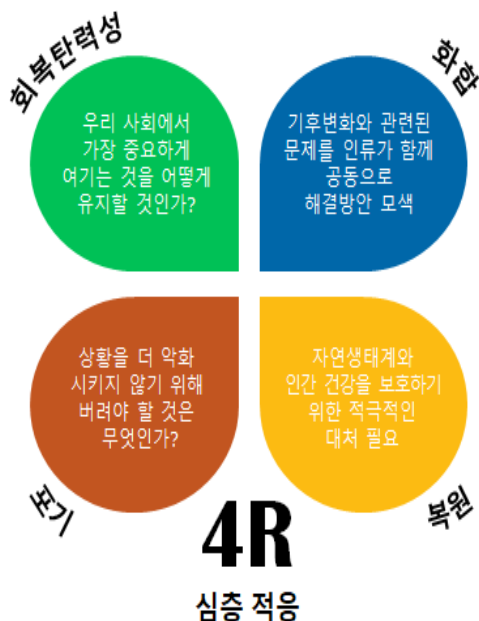 회복탄력성
우리 사회에서
가장 중요하게
여기는 것을 어떻게
유지할 것인가?
화합
기후변화와 관련된
문제를 인류가 함께
공동으로
해결방안 모색
상황을 더 악화
시키지 않기 위해
버려야 할 것은
무엇인가?
포기
자연생태계와
인간 건강을 보호하기
위한 적극적인
대처 필요
복원
4R
심층 적응